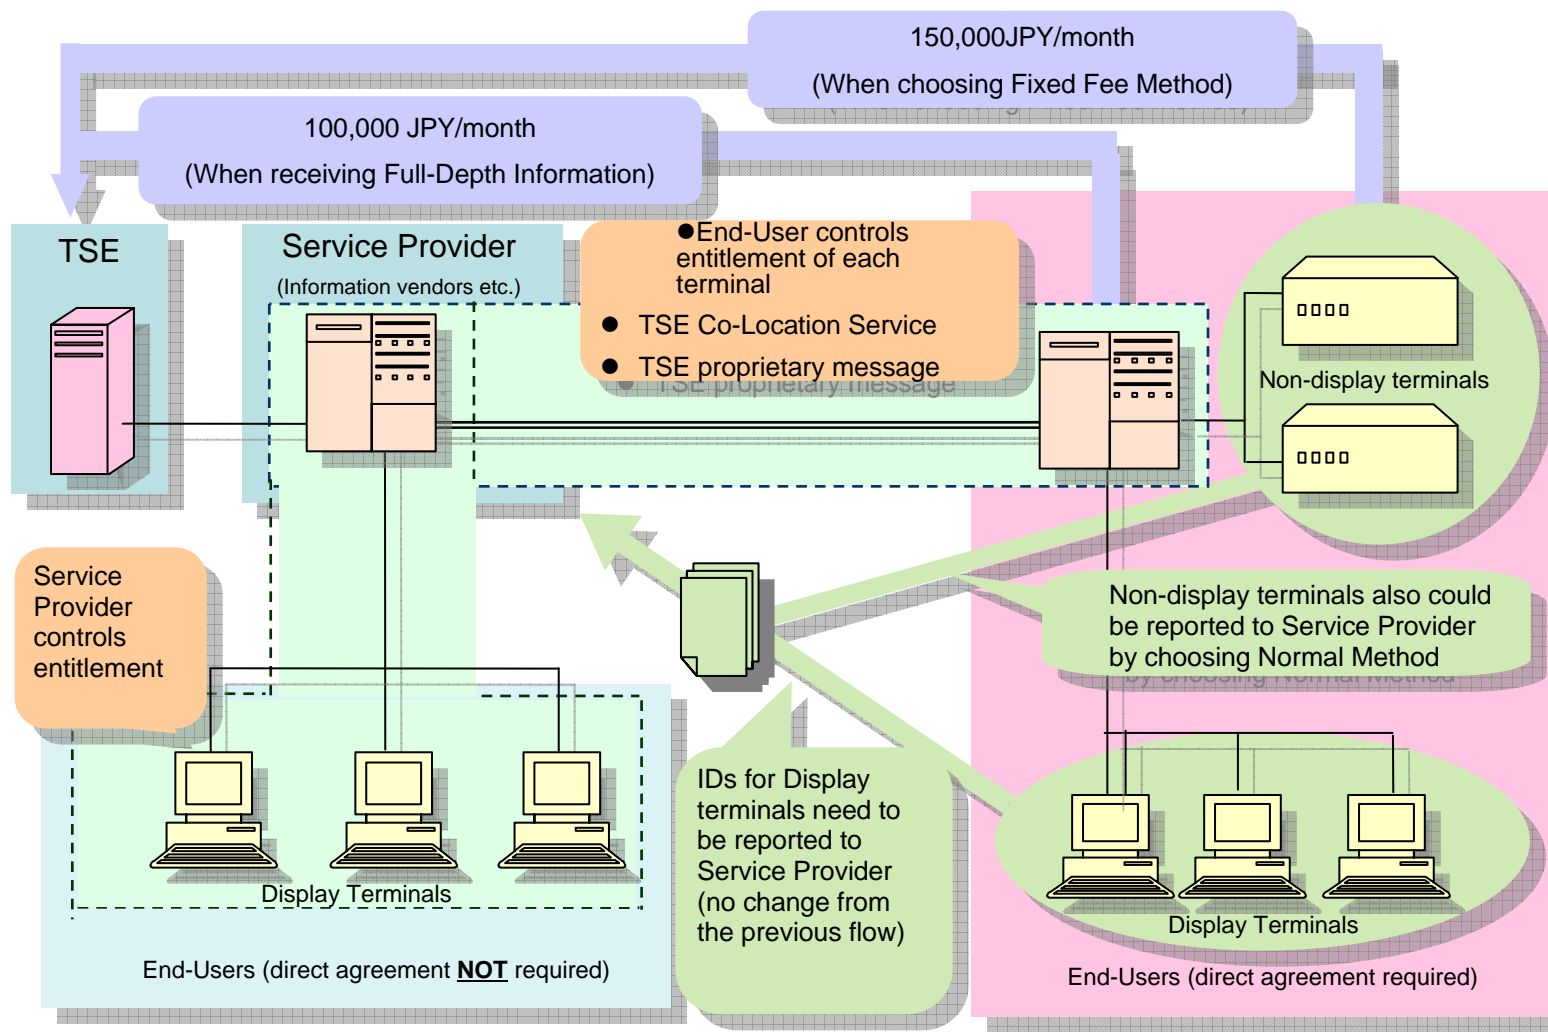 150,000JPY/month
(When choosing Fixed Fee Method)
100,000 JPY/month
(When receiving Full-Depth Information)
TSE
Service Provider
(Information vendors etc.)
●End-User controls
entitlement of each
terminal
● TSE Co-Location Service
● TSE proprietary message
Non-display terminals
Service
Provider
controls
entitlement
Non-display terminals also could
be reported to Service Provider
by choosing Normal Method
IDs for Display
terminals need to
be reported to
Service Provider
(no change from
the previous flow)
Display Terminals
Display Terminals
End-Users (direct agreement NOT required)
End-Users (direct agreement required)